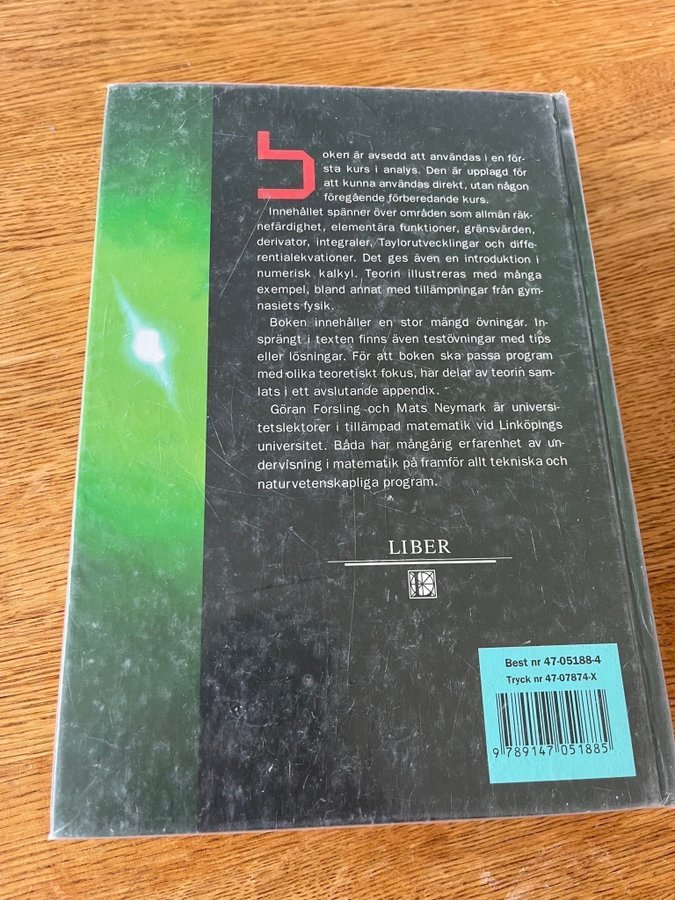 boken är avsedd att användas i en för-
sta kurs i analys. Den är upplagd för
att kunna användas direkt, utan någon
föregående förberedande kurs.
Innehållet spänner över områden som allmän räk-
nefärdighet, elementära funktioner, gränsvärden,
derivator, integraler, Taylorutvecklingar och diffe-
rentialekvationer. Det ges även en introduktion i
numerisk kalkyl. Teorin illustreras med många
exempel, bland annat med tillämpningar från gym-
nasiets fysik.
Boken innehåller en stor mängd övningar. In-
sprängt i texten finns även testövningar med tips
eller lösningar. För att boken ska passa program
med olika teoretiskt fokus, har delar av teorin sam-
lats i ett avslutande appendix.
Göran Forsling och Mats Neymark är universi-
tetslektorer i tillämpad matematik vid Linköpings
universitet. Båda har mångårig erfarenhet av un-
dervisning i matematik på framför allt tekniska och
naturvetenskapliga program.
LIBER
Best nr 47-05188-4
Tryck nr 47-07874-X
9 789147 051885